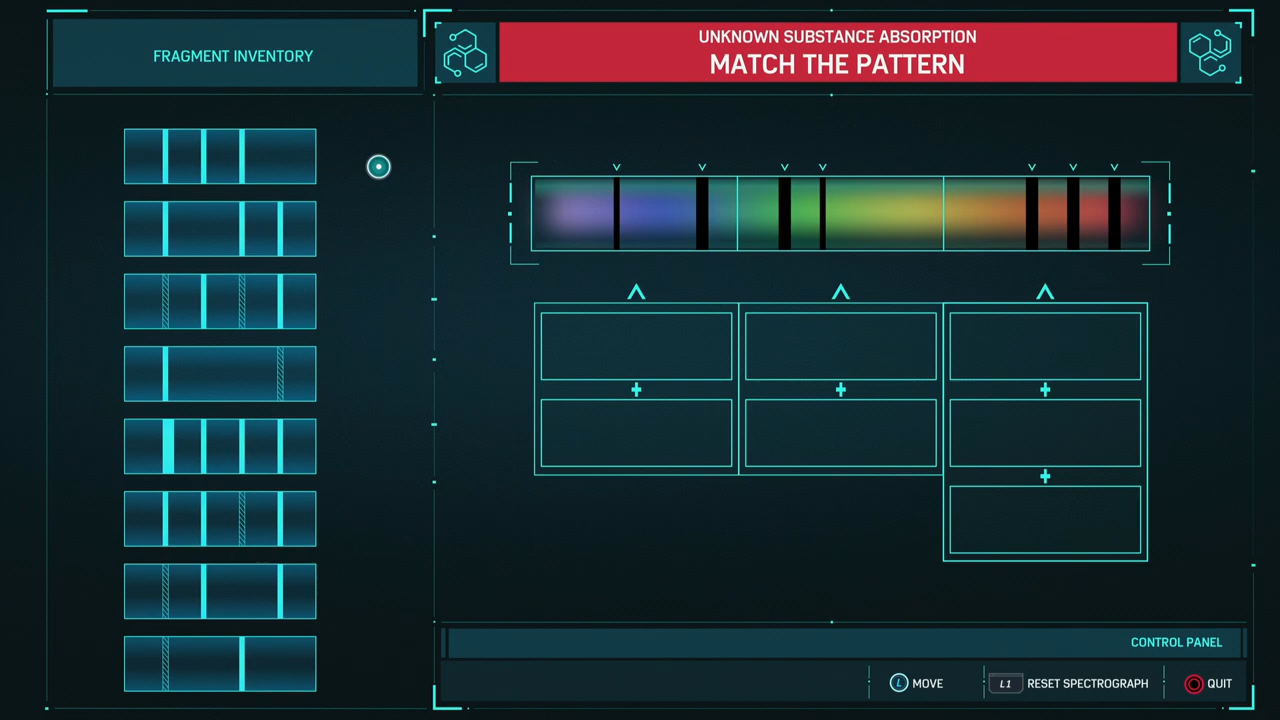 FRAGMENT INVENTORY
UNKNOWN SUBSTANCE ABSORPTION
MATCH THE PATTERN
CONTROL PANEL
L MOVE
L1 RESET SPECTROGRAPH
QUIT